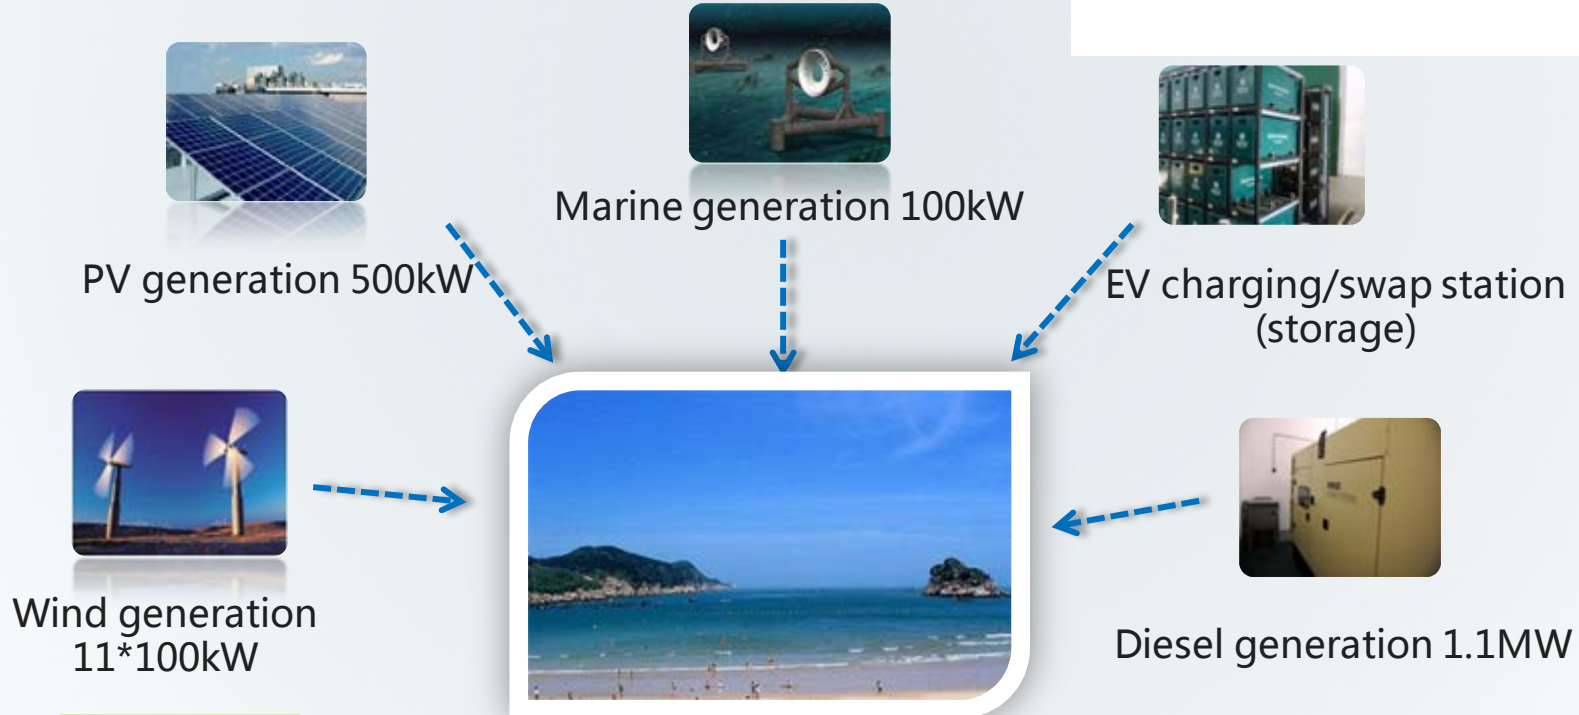 Marine generation 100kW
PV generation 500kW
EV charging/swap station
(storage)
Wind generation
11*100kW
Diesel generation 1.1MW